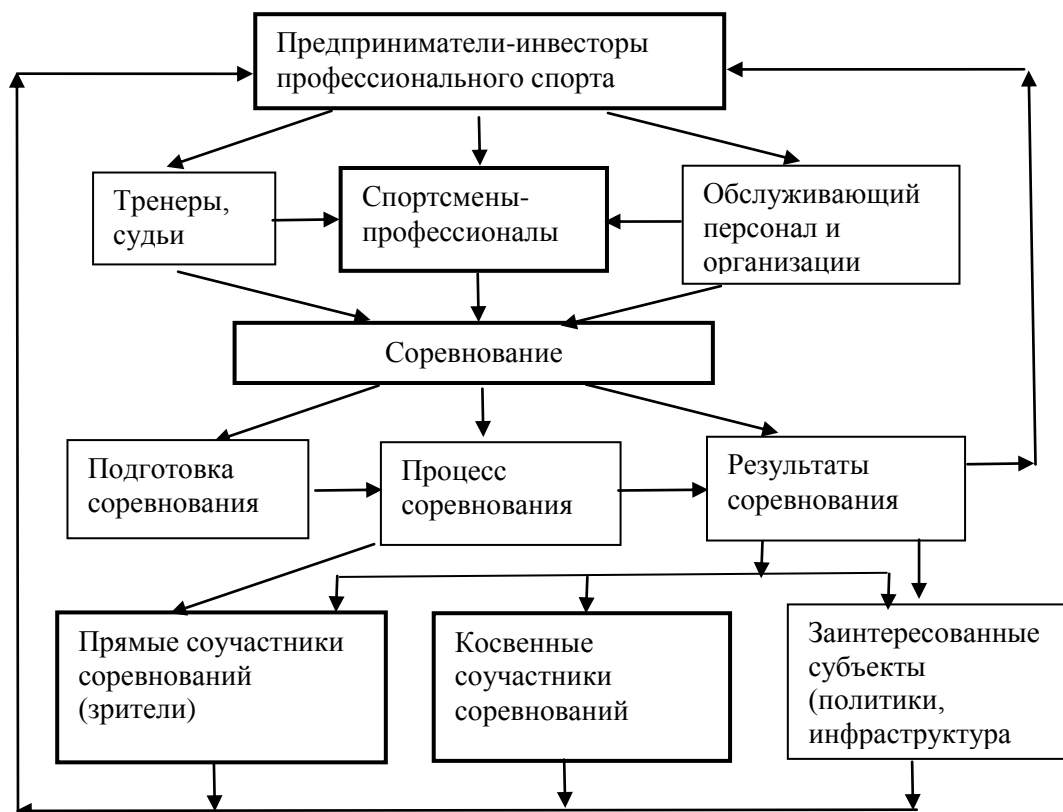 Предприниматели-инвесторы
профессионального спорта
Тренеры,
судьи
Спортсмены-
профессионалы
Обслуживающий
персонал и
организации
Соревнование
Подготовка
соревнования
Процесс
соревнования
Результаты
соревнования
Прямые соучастники
соревнований
(зрители)
Косвенные
соучастники
соревнований
Заинтересованные
субъекты
(политики,
инфраструктура